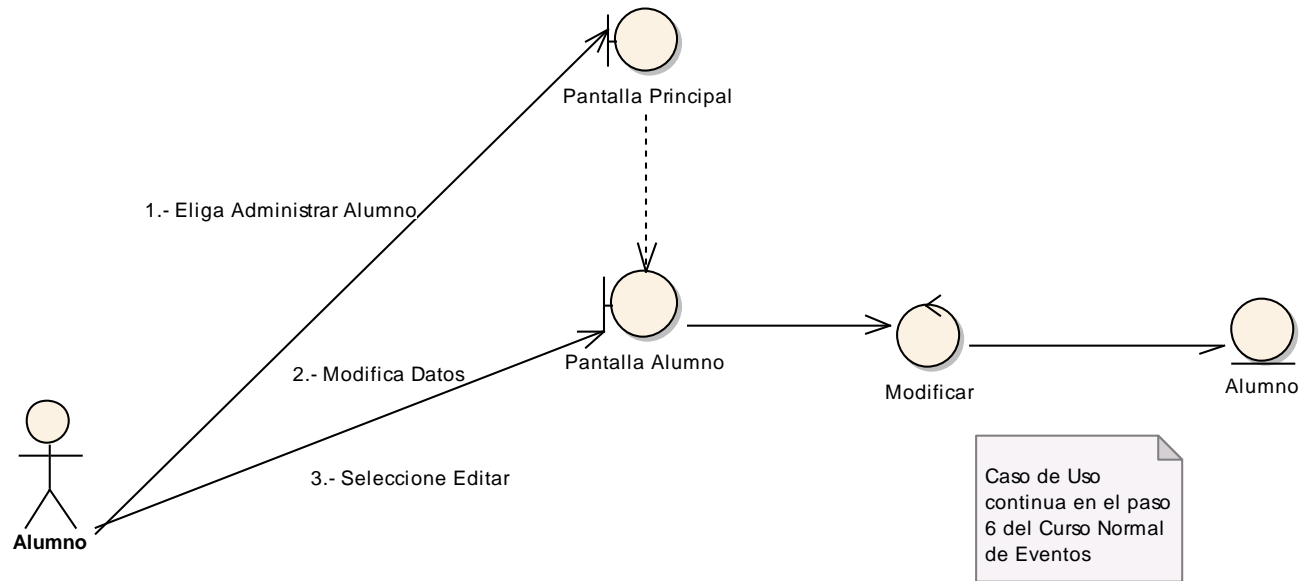 Pantalla Principal
1.- Eliga Administrar Alumno
Pantalla Alumno
2.- Modifica Datos
Modificar
Alumno
3.- Seleccione Editar
Alumno
Caso de Uso
continua en el paso
6 del Curso Normal
de Eventos